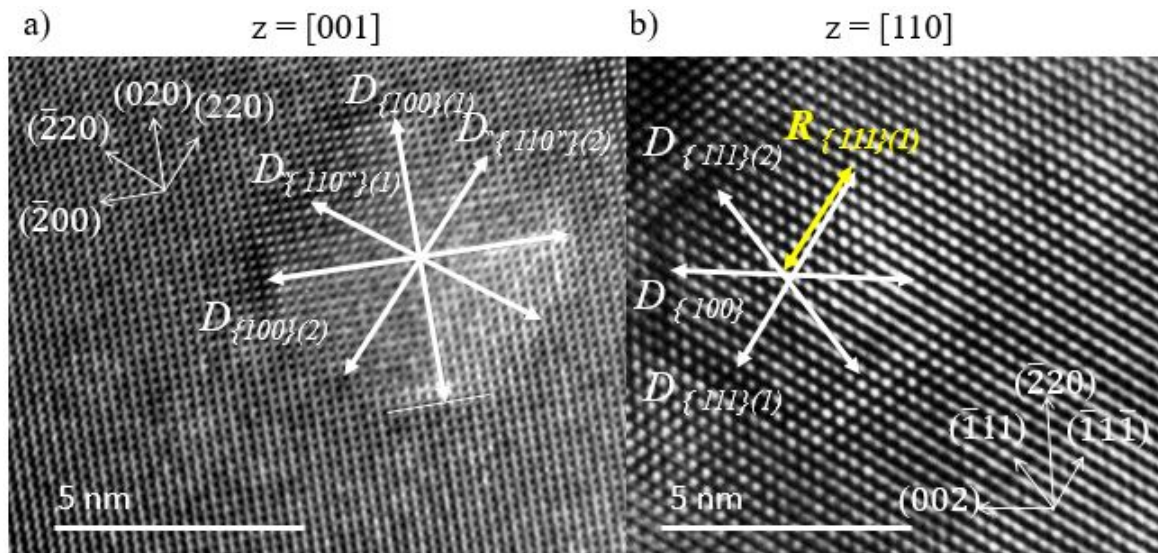 a)
z = [001]
b)
z = [110]
(020)
(220)
(2̅20)
(2̅00)
D{100}(1)
D"{110"}(2)
D"{110"}(1)
D{100}(2)
5 nm
R{111}(1)
D{111}(2)
D{100}
D{111}(1)
(2̅20)
(1̅11)
(1̅11̅)
(002)
5 nm